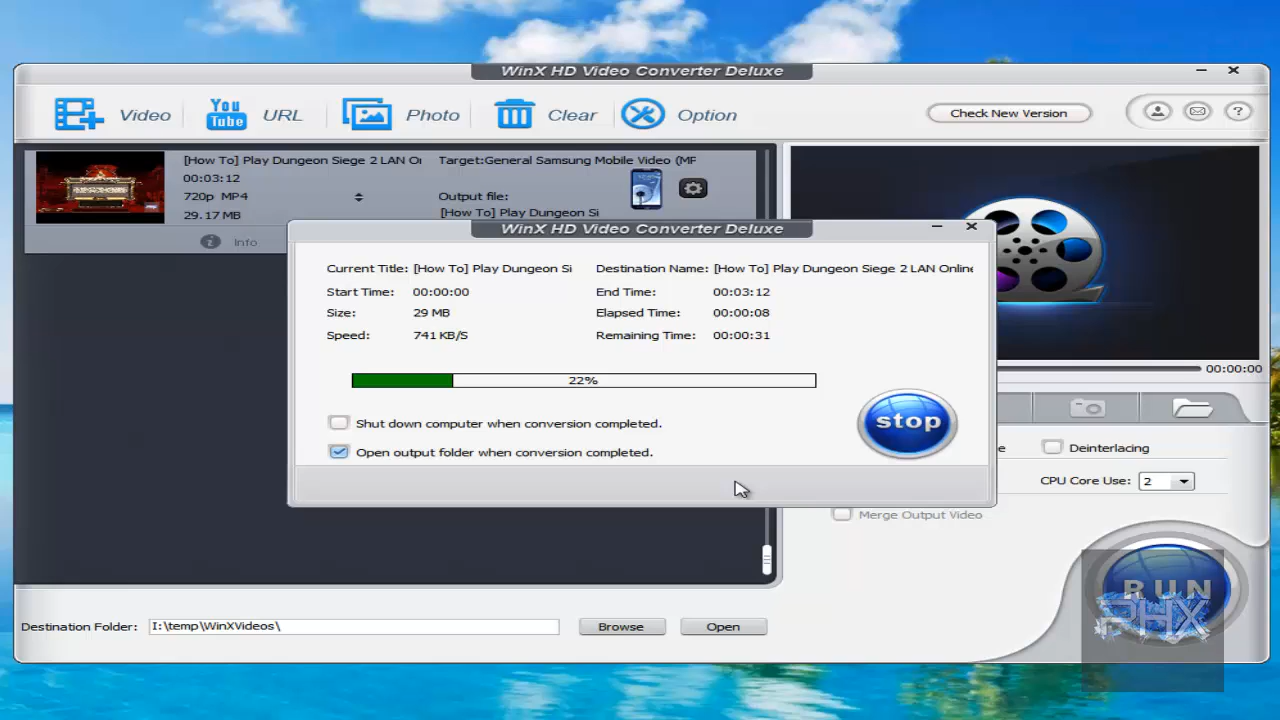 WinX HD Video Converter Deluxe
Video
You Tube URL
Photo
Clear
Option
Check New Version
?
[How To] Play Dungeon Siege 2 LAN Or
00:03:12
720p MP4
29.17 MB
Info
Target:General Samsung Mobile Video (MF
Output file:
[How To] Play Dungeon Si
00:00:00
WinX HD Video Converter Deluxe
Current Title: [How To] Play Dungeon Si
Destination Name: [How To] Play Dungeon Siege 2 LAN Online
Start Time: 00:00:00
End Time: 00:03:12
Size: 29 MB
Elapsed Time: 00:00:08
Speed: 741 KB/S
Remaining Time: 00:00:31
22%
Shut down computer when conversion completed.
Open output folder when conversion completed.
stop
e
Deinterlacing
CPU Core Use: 2
Merge Output Video
RUN
PHX
Destination Folder: I:\temp\WinXVideos\
Browse
Open